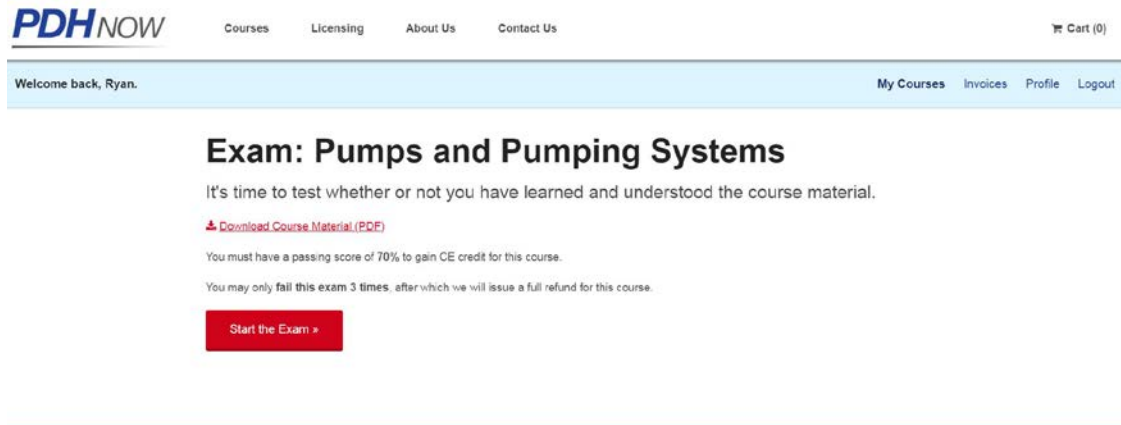 PDHNOW
Courses Licensing About Us Contact Us Cart (0)
Welcome back, Ryan. My Courses Invoices Profile Logout
Exam: Pumps and Pumping Systems
It's time to test whether or not you have learned and understood the course material.
Download Course Material (PDF)
You must have a passing score of 70% to gain CE credit for this course.
You may only fail this exam 3 times, after which we will issue a full refund for this course.
Start the Exam »